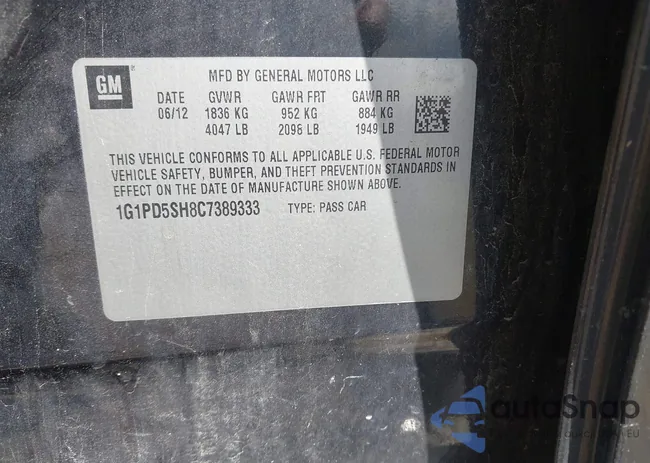 GM
MFD BY GENERAL MOTORS LLC
DATE GVWR GAWR FRT GAWR RR
06/12 1836 KG 952 KG 884 KG
4047 LB 2098 LB 1949 LB
THIS VEHICLE CONFORMS TO ALL APPLICABLE U.S. FEDERAL MOTOR
VEHICLE SAFETY, BUMPER, AND THEFT PREVENTION STANDARDS IN
EFFECT ON THE DATE OF MANUFACTURE SHOWN ABOVE.
1G1PD5SH8C7389333 TYPE: PASS CAR
autoSnap